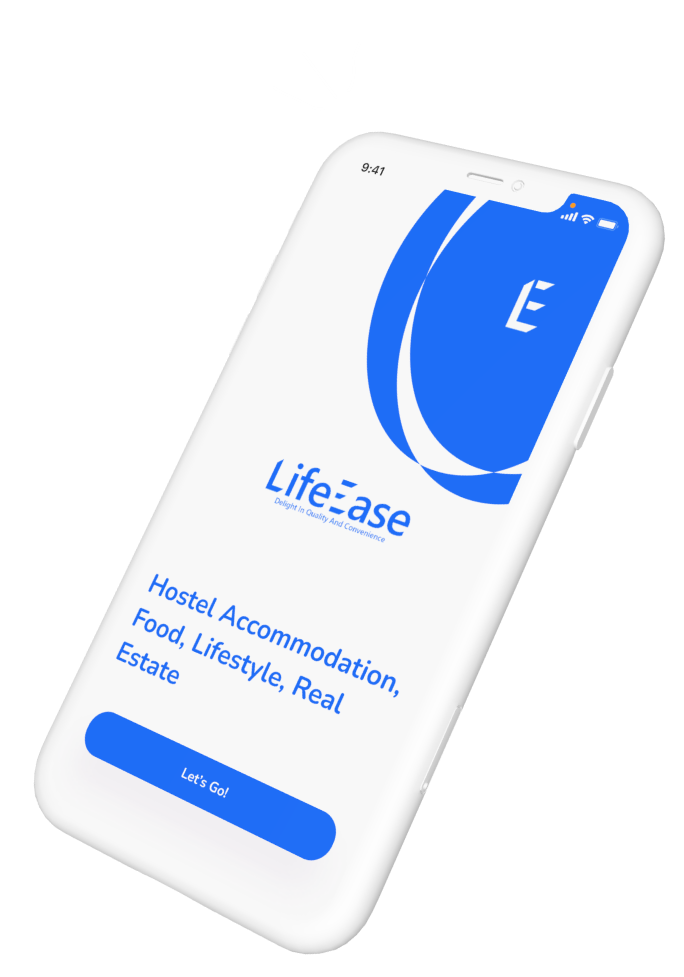 9:41
E
LifeEase
Delight In Quality And Convenience
Hostel Accommodation,
Food, Lifestyle, Real
Estate
Let's Go!